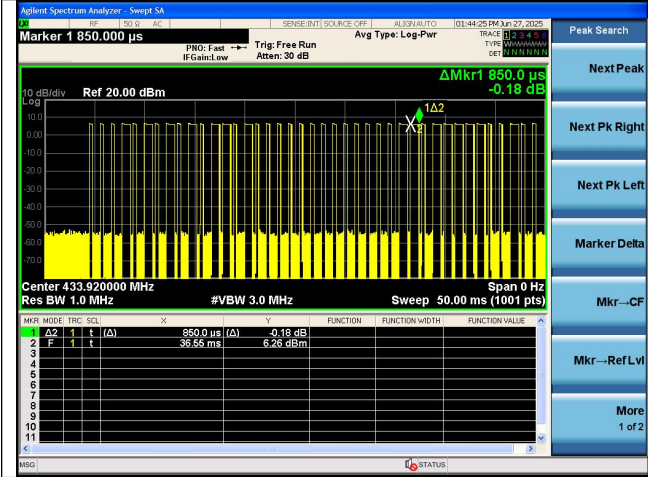 Agilent Spectrum Analyzer - Swept SA
LXI RF 50 Ω AC SENSE:INT SOURCE OFF ALIGN AUTO 01:44:25 PM Jun 27, 2025
Marker 1 850.000 µs
PNO: Fast
IFGain:Low
Trig: Free Run
Atten: 30 dB
Avg Type: Log-Pwr
TRACE 1 2 3 4 5 6
TYPE WWWWWW
DET N N N N N N
Peak Search
Next Peak
Next Pk Right
Next Pk Left
Marker Delta
Mkr→CF
Mkr→Ref Lvl
More
1 of 2
ΔMkr1 850.0 µs
-0.18 dB
10 dB/div Ref 20.00 dBm
Log
1Δ2
2
10.0
0.00
-10.0
-20.0
-30.0
-40.0
-50.0
-60.0
-70.0
Center 433.920000 MHz Span 0 Hz
Res BW 1.0 MHz #VBW 3.0 MHz Sweep 50.00 ms (1001 pts)
MKR MODE TRC SCL X Y FUNCTION FUNCTION WIDTH FUNCTION VALUE
1 Δ2 1 t (Δ) 850.0 µs (Δ) -0.18 dB
2 F 1 t 36.55 ms 6.26 dBm
3
4
5
6
7
8
9
10
11
MSG STATUS